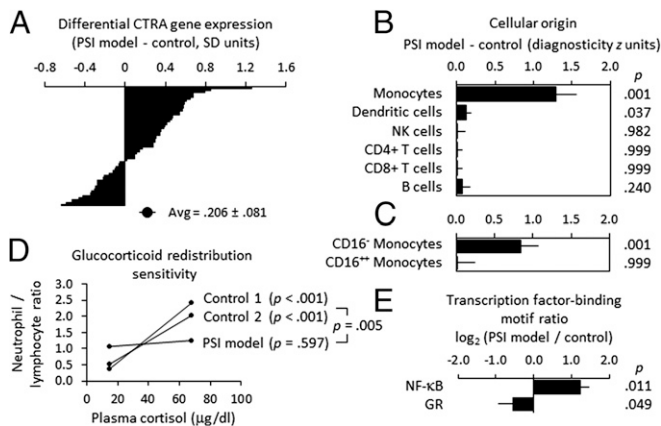 A
Differential CTRA gene expression
(PSI model - control, SD units)
-0.8 -0.4 0 0.4 0.8 1.2 1.6
Avg = .206 ± .081
B
Cellular origin
PSI model - control (diagnosticity z units)
0.0 0.5 1.0 1.5 2.0
p
Monocytes .001
Dendritic cells .037
NK cells .982
CD4+ T cells .999
CD8+ T cells .999
B cells .240
C
0.0 0.5 1.0 1.5 2.0
CD16⁻ Monocytes .001
CD16⁺⁺ Monocytes .999
D
Glucocorticoid redistribution
sensitivity
Neutrophil /
lymphocyte ratio
3.0
2.5
2.0
1.5
1.0
0.5
0.0
Control 1 (p < .001)
Control 2 (p < .001)
p = .005
PSI model (p = .597)
0 20 40 60 80 100
Plasma cortisol (µg/dl)
E
Transcription factor-binding
motif ratio
log₂ (PSI model / control)
-2.0 -1.0 0.0 1.0 2.0
p
NF-κB .011
GR .049